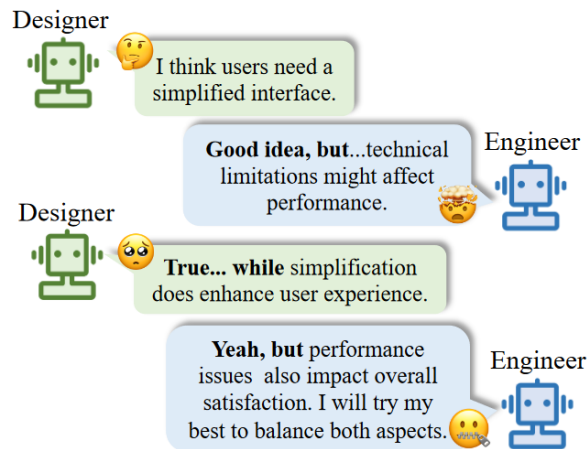 Designer
I think users need a
simplified interface.
Engineer
Good idea, but...technical
limitations might affect
performance.
Designer
True... while simplification
does enhance user experience.
Engineer
Yeah, but performance
issues also impact overall
satisfaction. I will try my
best to balance both aspects.